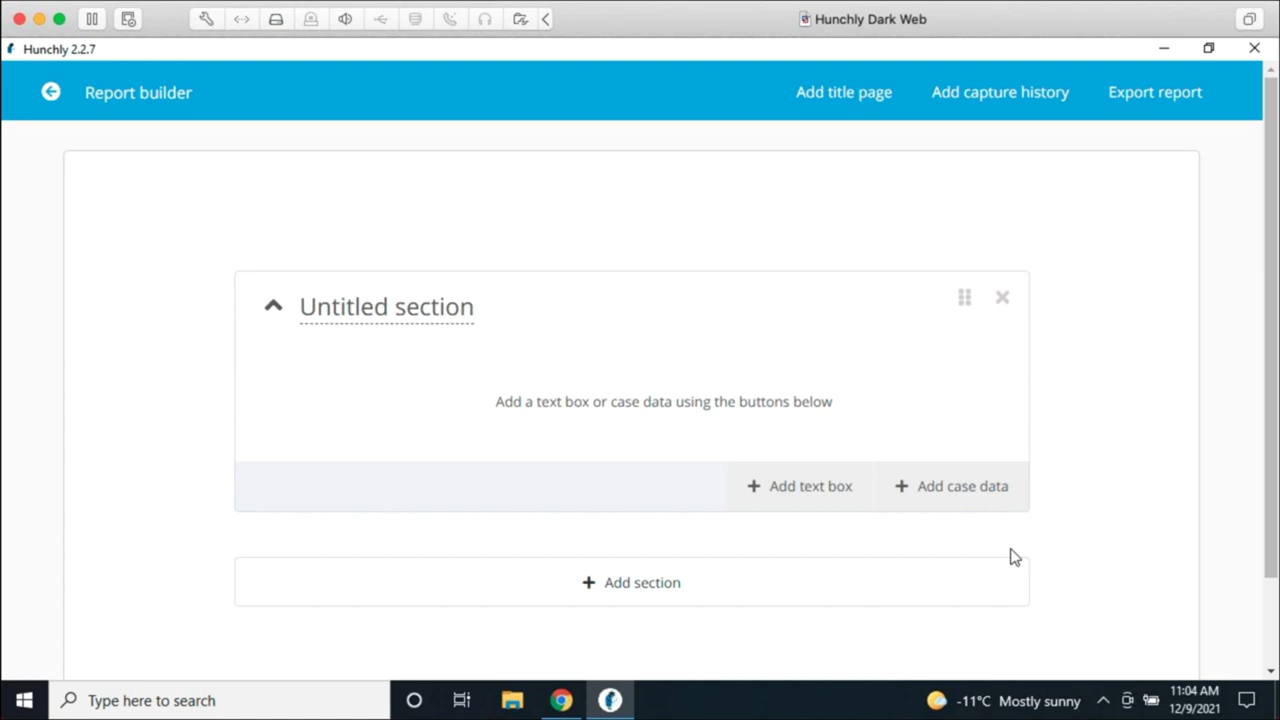 Hunchly Dark Web
Hunchly 2.2.7
Report builder
Add title page
Add capture history
Export report
Untitled section
Add a text box or case data using the buttons below
+ Add text box
+ Add case data
+ Add section
Type here to search
-11°C Mostly sunny
11:04 AM
12/9/2021